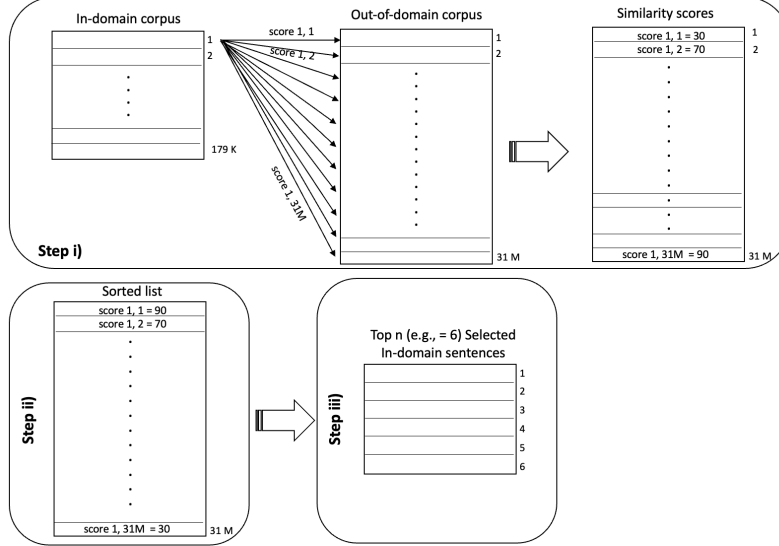 In-domain corpus
1
2
179 K
score 1, 1
score 1, 2
score 1, 31M
Out-of-domain corpus
1
2
31 M
Similarity scores
score 1, 1 = 30
1
score 1, 2 = 70
2
score 1, 31M = 90
31 M
Step i)
Sorted list
score 1, 1 = 90
score 1, 2 = 70
score 1, 31M = 30
31 M
Step ii)
Step iii)
Top n (e.g., = 6) Selected
In-domain sentences
1
2
3
4
5
6